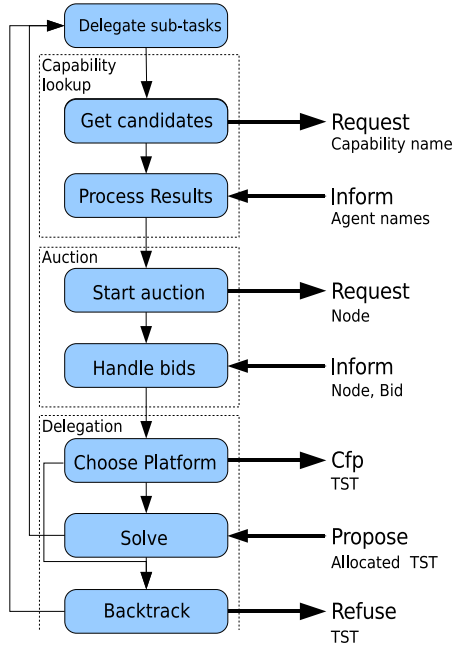 Delegate sub-tasks
Capability
lookup
Get candidates
Request
Capability name
Process Results
Inform
Agent names
Auction
Start auction
Request
Node
Handle bids
Inform
Node, Bid
Delegation
Choose Platform
Cfp
TST
Solve
Propose
Allocated TST
Backtrack
Refuse
TST